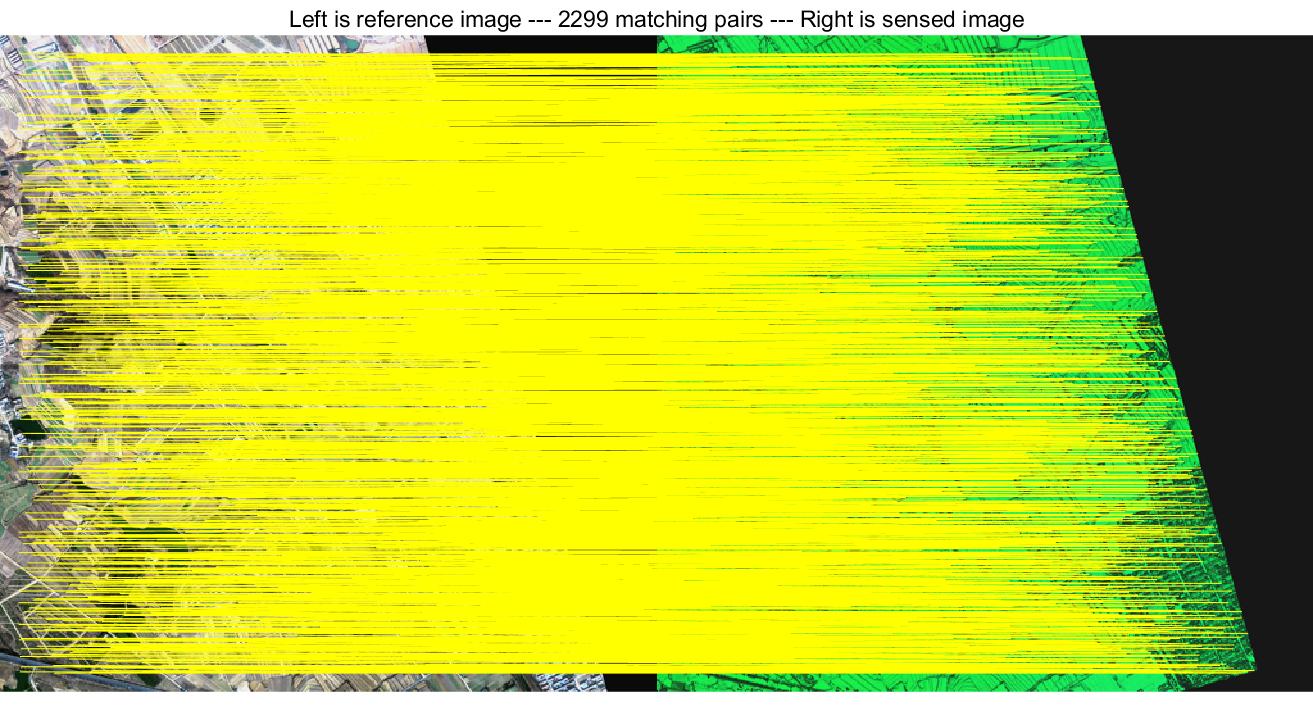 Left is reference image --- 2299 matching pairs --- Right is sensed image